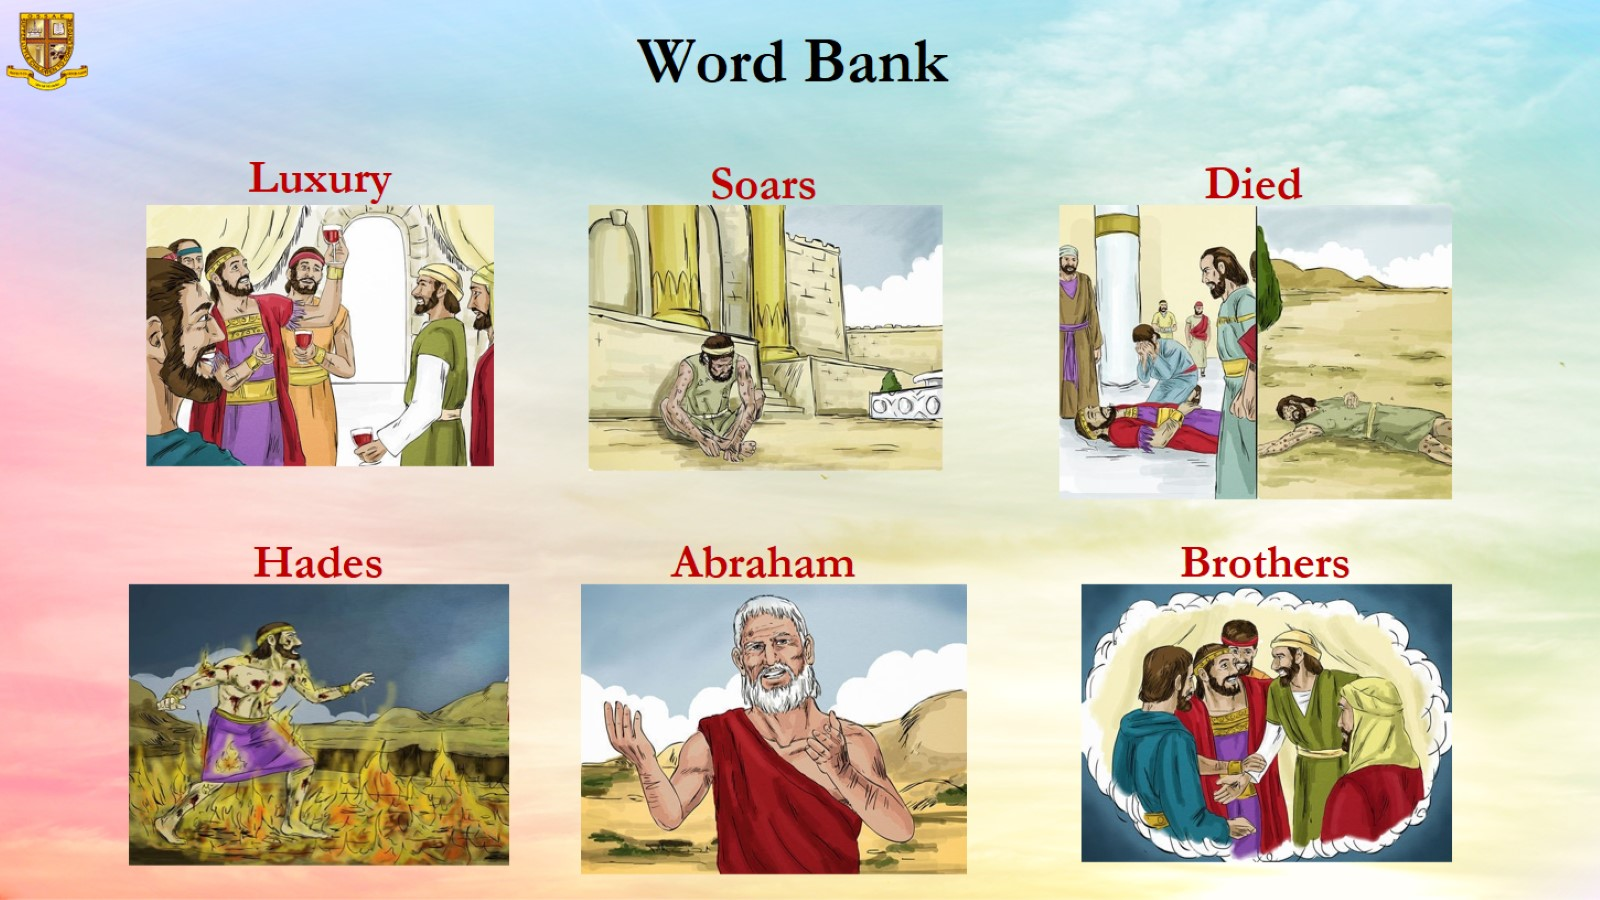 Word Bank
Luxury
Soars
Died
Hades
Abraham
Brothers